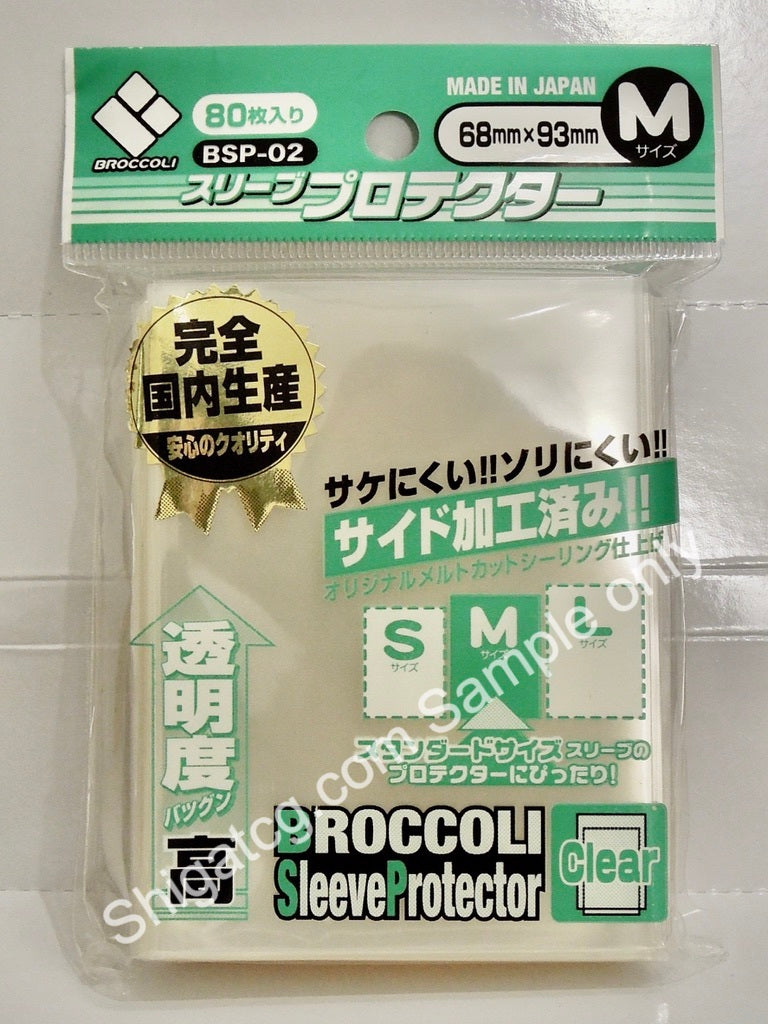 BROCCOLI
80枚入り
BSP-02
MADE IN JAPAN
68mm×93mm
M
サイズ
スリーブプロテクター
完全
国内生産
安心のクオリティ
サケにくい!!ソリにくい!!
サイド加工済み!!
オリジナルメルトカットシーリング仕上げ
S
サイズ
M
サイズ
L
サイズ
スタンダードサイズスリーブの
プロテクターにぴったり!
透明度
バツグン
高
BROCCOLI
SleeveProtector
Clear
Shigatcg.com Sample only